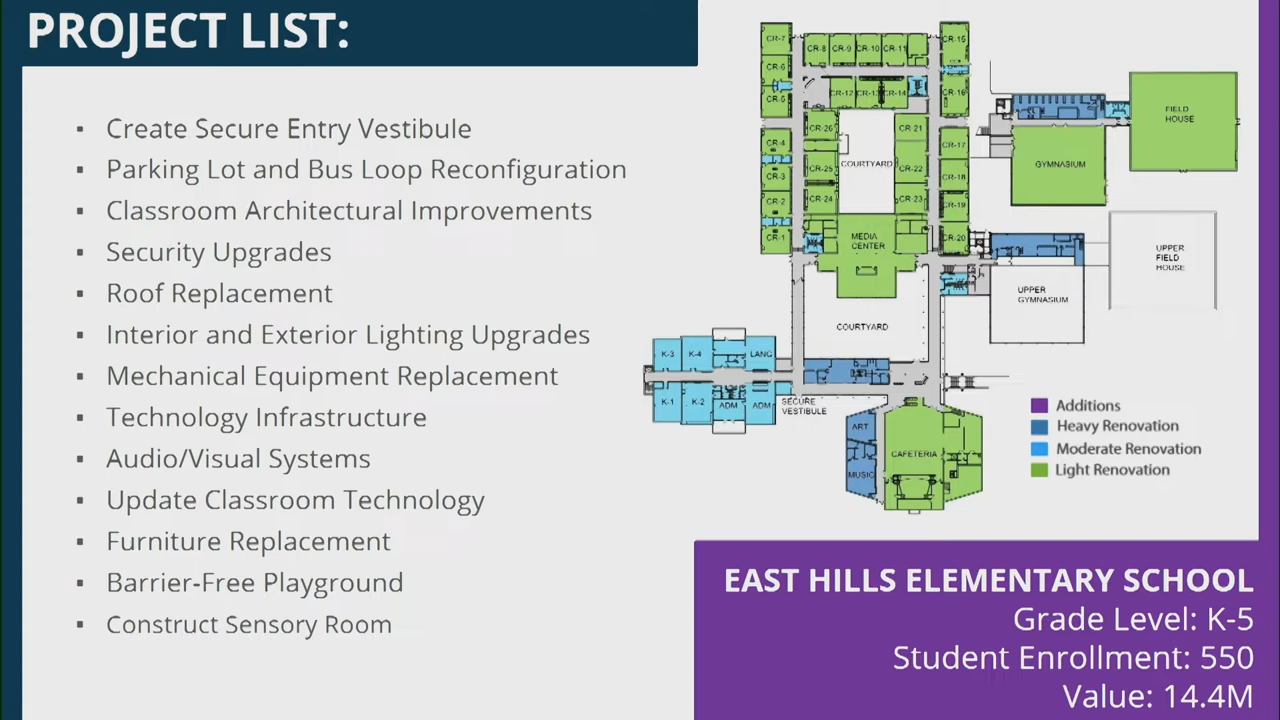 PROJECT LIST:
▪ Create Secure Entry Vestibule
▪ Parking Lot and Bus Loop Reconfiguration
▪ Classroom Architectural Improvements
▪ Security Upgrades
▪ Roof Replacement
▪ Interior and Exterior Lighting Upgrades
▪ Mechanical Equipment Replacement
▪ Technology Infrastructure
▪ Audio/Visual Systems
▪ Update Classroom Technology
▪ Furniture Replacement
▪ Barrier-Free Playground
▪ Construct Sensory Room
CR-7
CR-8
CR-9
CR-10
CR-11
CR-15
CR-6
CR-5
CR-12
CR-13
CR-14
CR-16
FIELD
HOUSE
CR-26
CR-21
CR-4
CR-17
CR-3
CR-25
COURTYARD
CR-22
CR-18
GYMNASIUM
CR-2
CR-24
CR-23
CR-19
CR-1
MEDIA
CENTER
CR-20
UPPER
FIELD
HOUSE
UPPER
GYMNASIUM
COURTYARD
K-3
K-4
LANG
K-1
K-2
ADM
ADM
SECURE
VESTIBULE
ART
MUSIC
CAFETERIA
Additions
Heavy Renovation
Moderate Renovation
Light Renovation
EAST HILLS ELEMENTARY SCHOOL
Grade Level: K-5
Student Enrollment: 550
Value: 14.4M